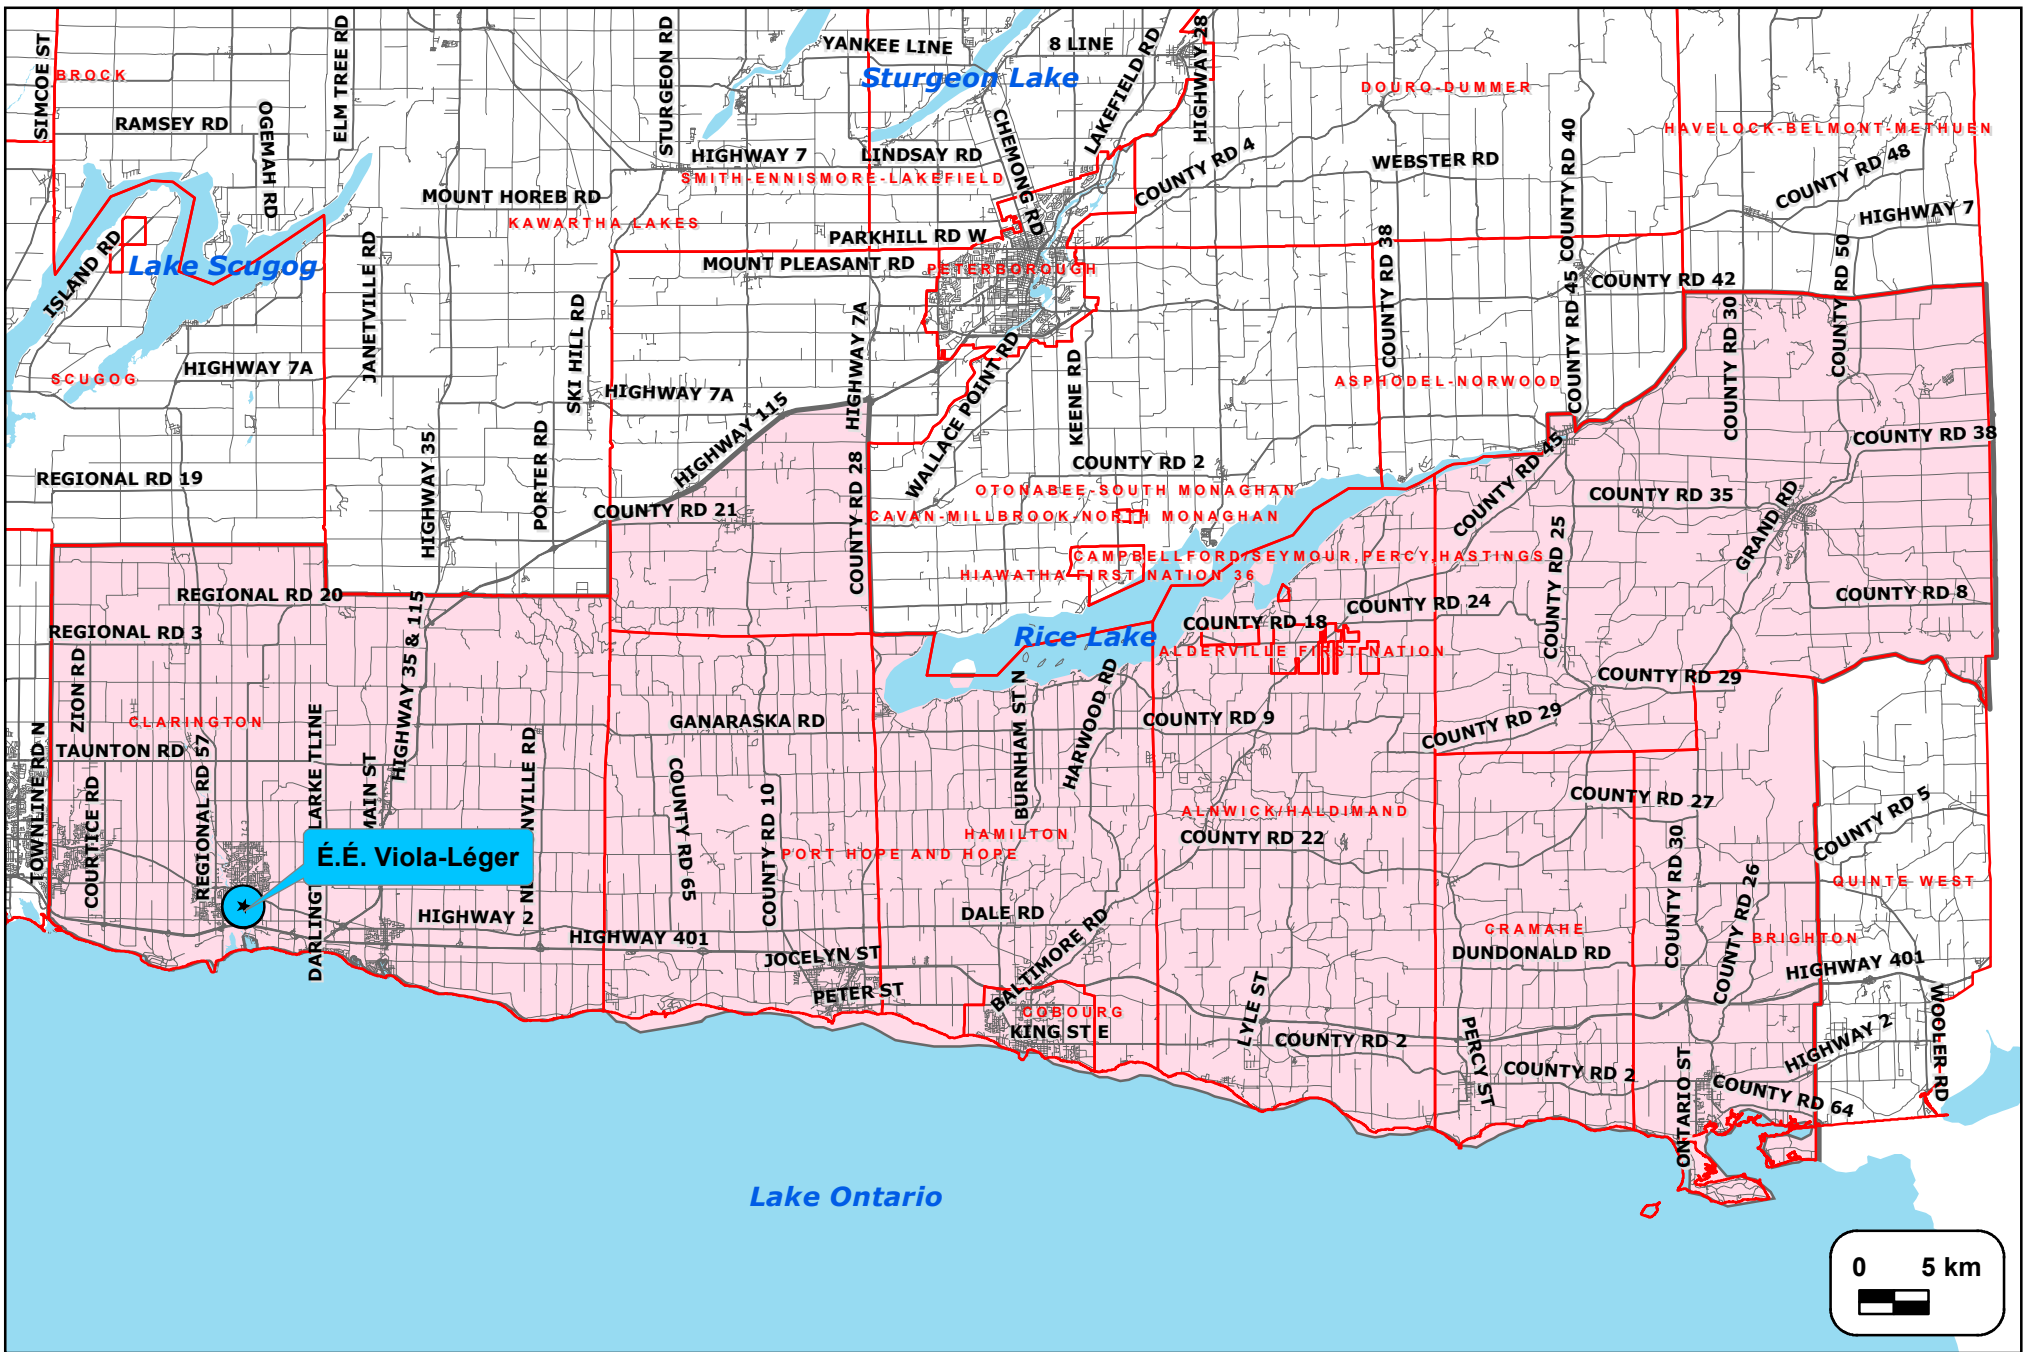 YANKEE LINE
8 LINE
HIGHWAY 28
LAKEFIELD RD
SIMCOE ST
BROCK
ELM TREE RD
STURGEON RD
Sturgeon Lake
DOURO-DUMMER
RAMSEY RD
OGEMAH RD
CHEMONG RD
HAVELOCK-BELMONT-METHUEN
COUNTY RD 40
HIGHWAY 7
LINDSAY RD
COUNTY RD 4
WEBSTER RD
COUNTY RD 48
SMITH-ENNISMORE-LAKEFIELD
MOUNT HOREB RD
KAWARTHA LAKES
HIGHWAY 7
PARKHILL RD W
MOUNT PLEASANT RD
PETERBOROUGH
ISLAND RD
Lake Scugog
JANETVILLE RD
COUNTY RD 38
COUNTY RD 45
COUNTY RD 42
COUNTY RD 50
COUNTY RD 30
SKI HILL RD
HIGHWAY 7A
WALLACE POINT RD
KEENE RD
HIGHWAY 7A
SCUGOG
HIGHWAY 7A
ASPHODEL-NORWOOD
HIGHWAY 115
HIGHWAY 35
PORTER RD
COUNTY RD 38
REGIONAL RD 19
COUNTY RD 2
COUNTY RD 45
OTONABEE-SOUTH MONAGHAN
COUNTY RD 35
GRAND RD
COUNTY RD 21
COUNTY RD 28
CAVAN-MILLBROOK-NORTH MONAGHAN
CAMPBELLFORD/SEYMOUR,PERCY,HASTINGS
COUNTY RD 25
HIAWATHA FIRST NATION 36
REGIONAL RD 20
COUNTY RD 8
COUNTY RD 24
REGIONAL RD 3
HIGHWAY 35 & 115
COUNTY RD 18
Rice Lake
ALDERVILLE FIRST NATION
COUNTY RD 29
ZION RD
CLARINGTON
GANARASKA RD
BURNHAM ST N
HARWOOD RD
COUNTY RD 9
COUNTY RD 29
TAUNTON RD
TOWNLINE RD N
COURTICE RD
REGIONAL RD 57
MAIN ST
COUNTY RD 65
COUNTY RD 10
COUNTY RD 27
COUNTY RD 5
ALNWICK/HALDIMAND
HAMILTON
COUNTY RD 22
PORT HOPE AND HOPE
É.É. Viola-Léger
COUNTY RD 30
COUNTY RD 26
QUINTE WEST
HIGHWAY 2
DALE RD
CRAMAHE
BRIGHTON
HIGHWAY 401
BALTIMORE RD
JOCELYN ST
DUNDONALD RD
HIGHWAY 401
PETER ST
COBOURG
KING ST E
LYLE ST
COUNTY RD 2
PERCY ST
COUNTY RD 2
HIGHWAY 2
WOOLER RD
ONTARIO ST
COUNTY RD 64
Lake Ontario
0 5 km